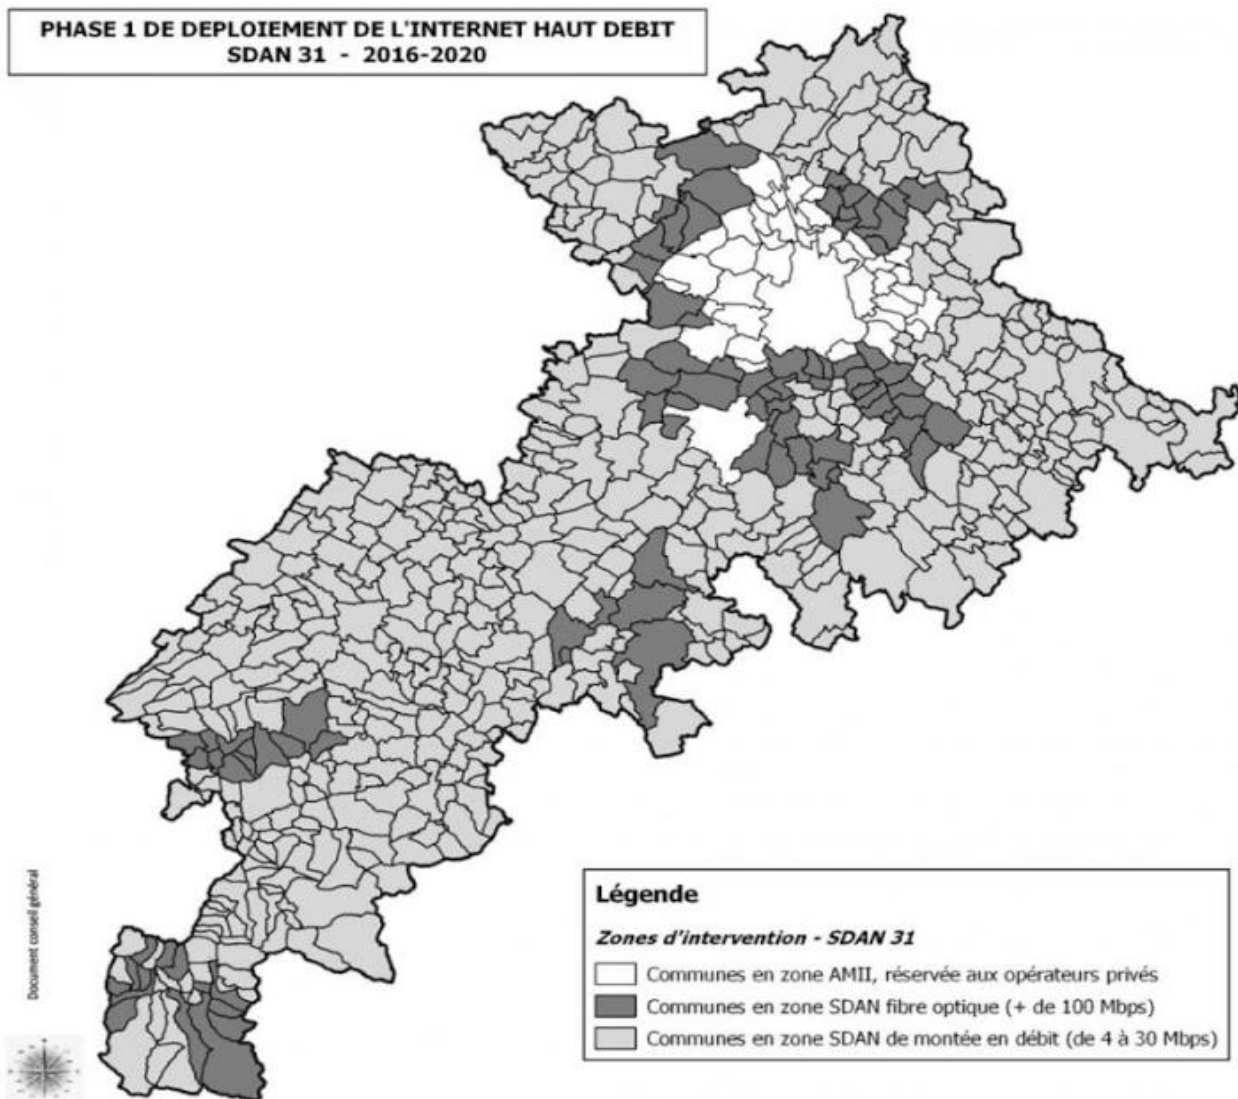 PHASE 1 DE DEPLOIEMENT DE L'INTERNET HAUT DEBIT
SDAN 31 - 2016-2020
Légende
Zones d'intervention - SDAN 31
Communes en zone AMII, réservée aux opérateurs privés
Communes en zone SDAN fibre optique (+ de 100 Mbps)
Communes en zone SDAN de montée en débit (de 4 à 30 Mbps)
Document conseil général